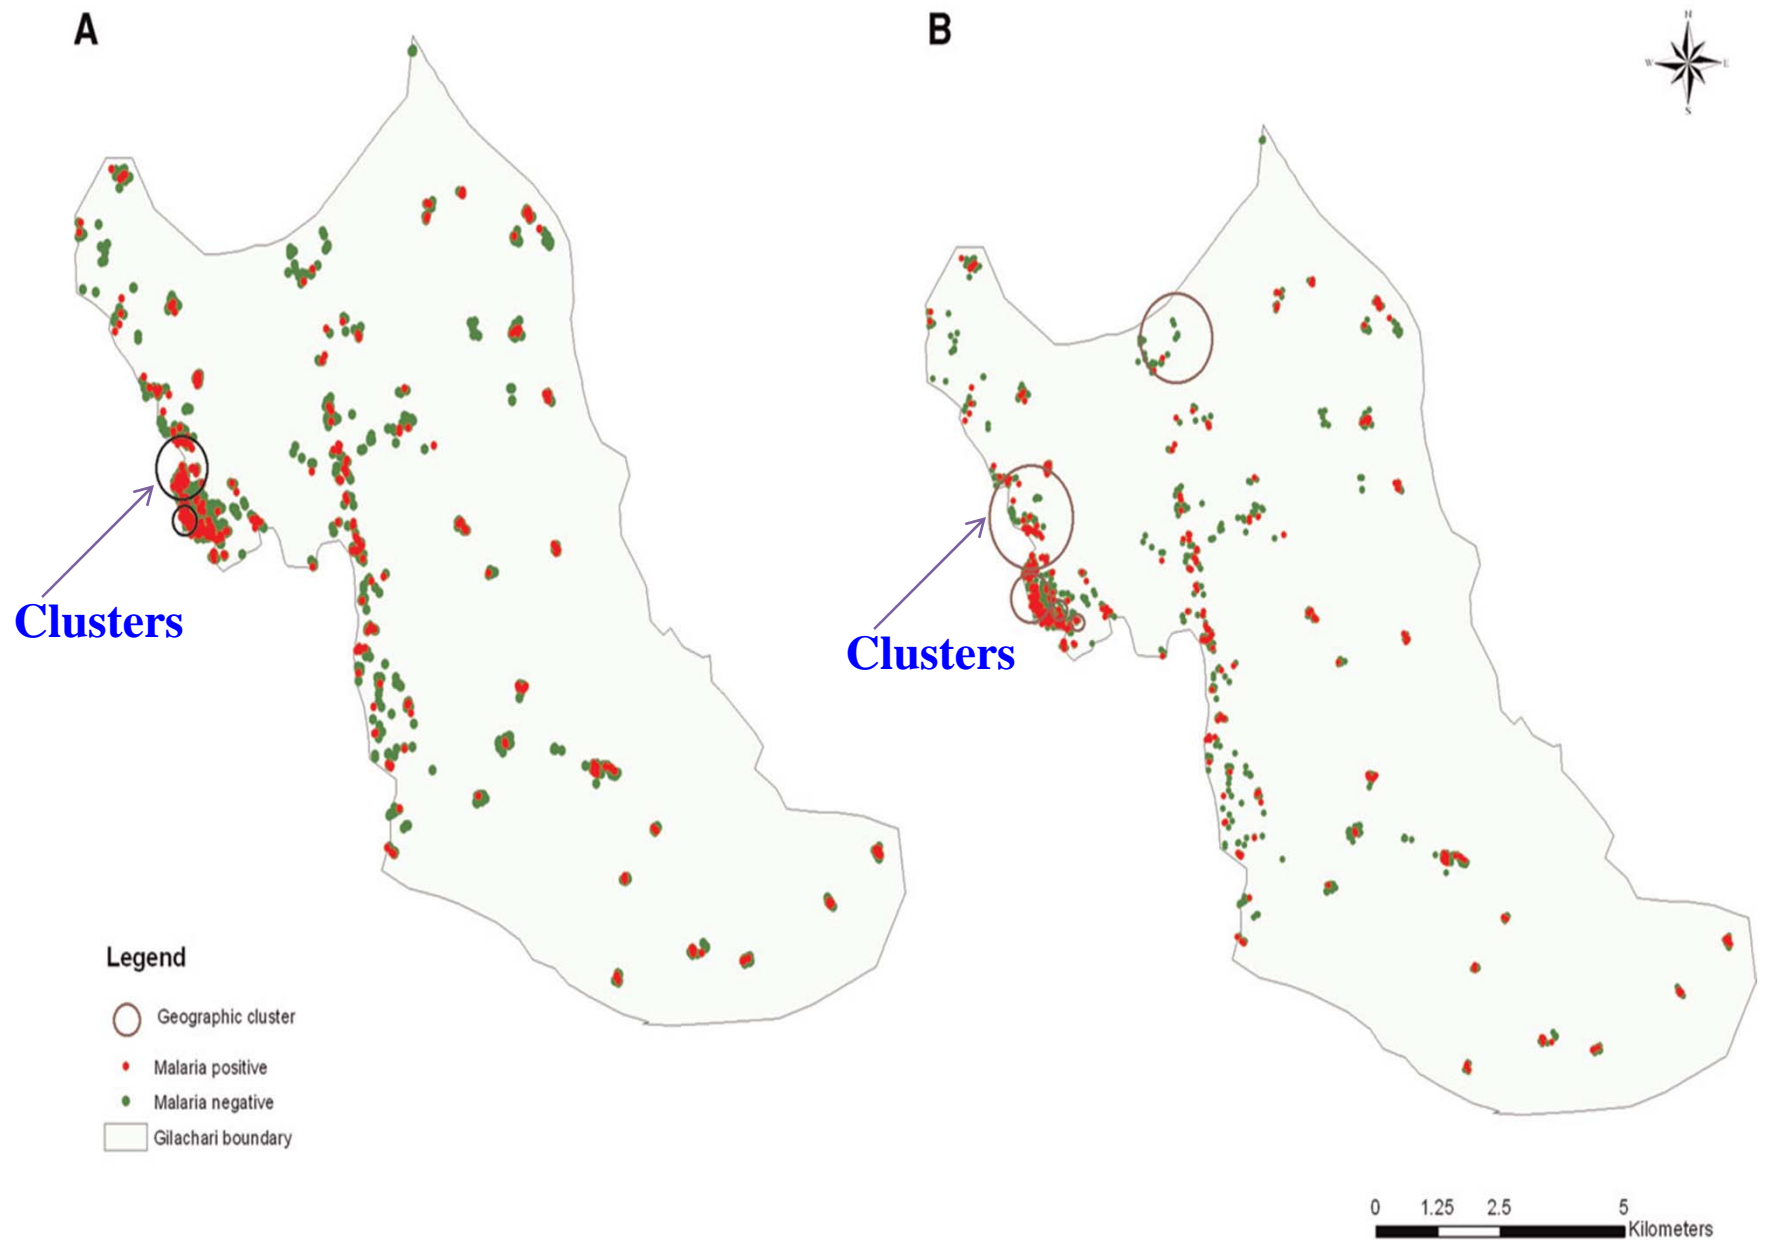 A
B
N
W E
S
Clusters
Clusters
Legend
Geographic cluster
Malaria positive
Malaria negative
Gilachari boundary
0 1.25 2.5 5
Kilometers